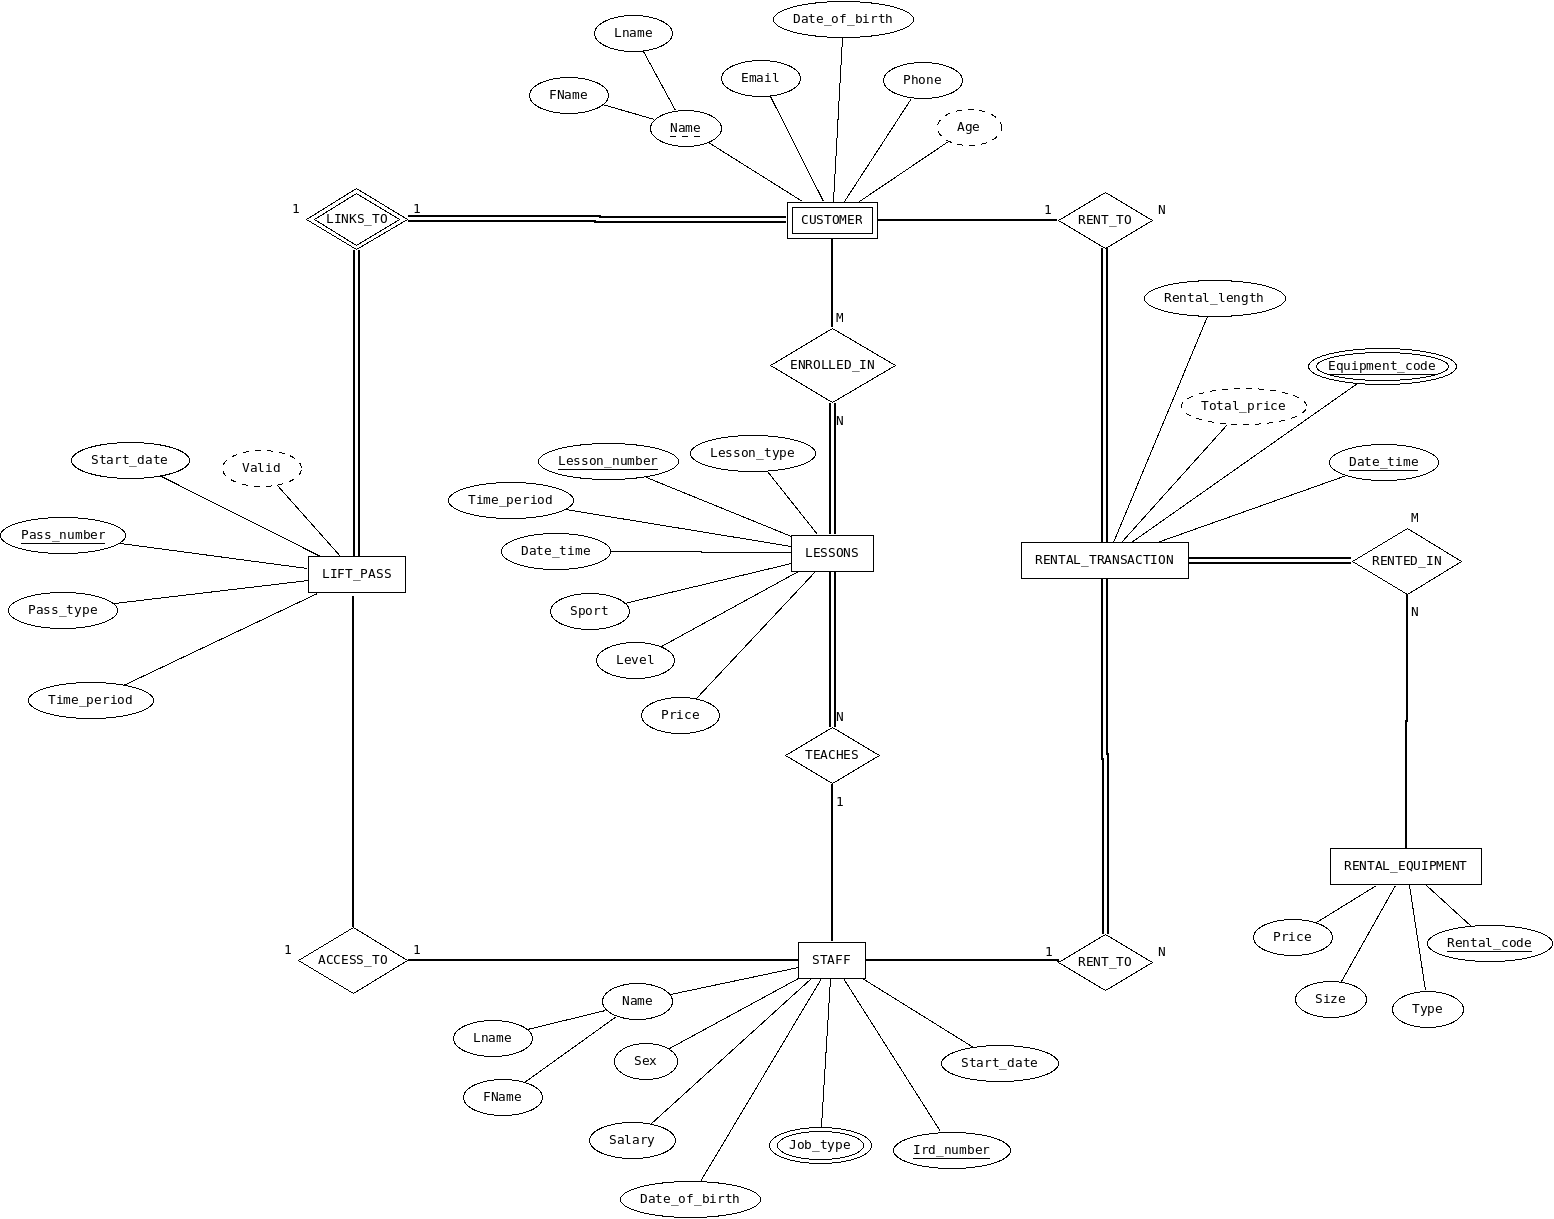 Date_of_birth
Lname
Email
Phone
FName
Name
Age
1
1
LINKS_TO
CUSTOMER
1
RENT_TO
N
Rental_length
M
ENROLLED_IN
Equipment_code
Total_price
N
Start_date
Valid
Lesson_number
Lesson_type
Date_time
Time_period
Pass_number
M
Date_time
LESSONS
RENTAL_TRANSACTION
RENTED_IN
LIFT_PASS
Pass_type
Sport
N
Level
Time_period
Price
N
TEACHES
1
RENTAL_EQUIPMENT
Price
Rental_code
1
1
ACCESS_TO
STAFF
1
RENT_TO
N
Name
Size
Type
Lname
Sex
Start_date
FName
Salary
Job_type
Ird_number
Date_of_birth